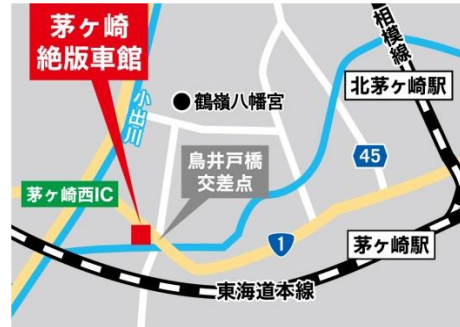 茅ヶ崎
絶版車館
相模線
小出川
鶴嶺八幡宮
北茅ヶ崎駅
45
鳥井戸橋
交差点
茅ヶ崎西IC
1
茅ヶ崎駅
東海道本線